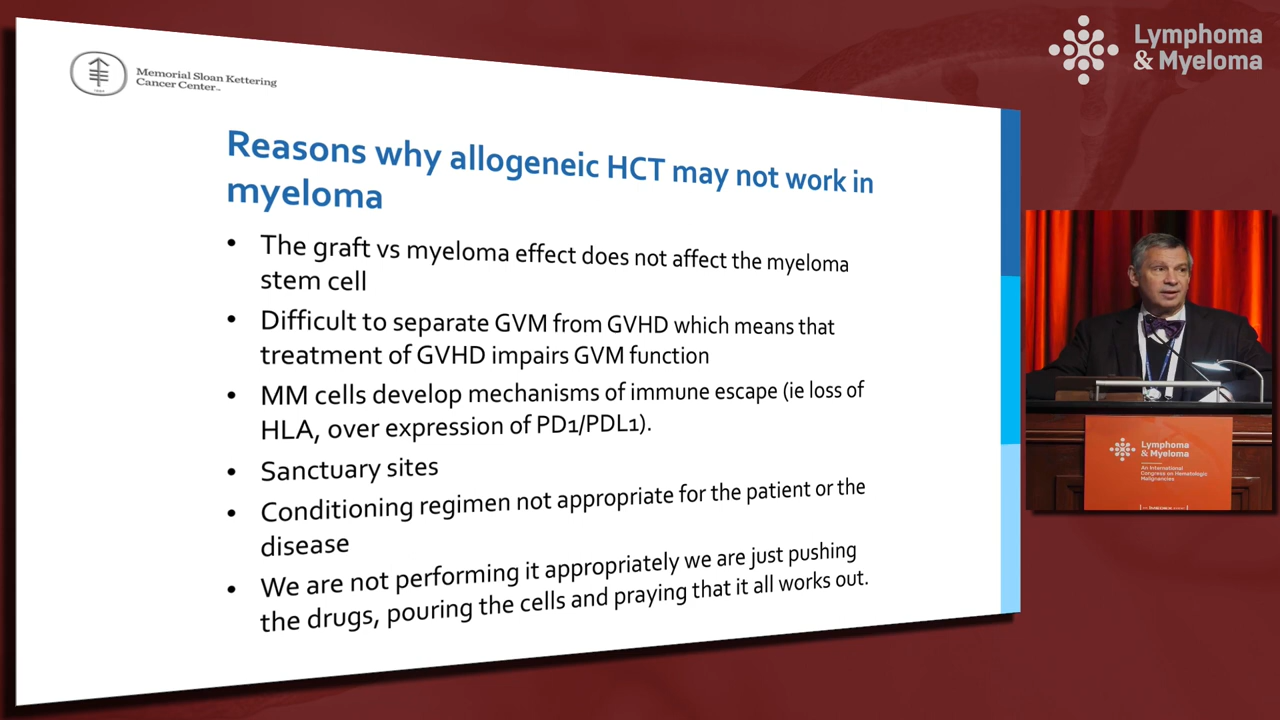 Memorial Sloan Kettering
Cancer Center
Reasons why allogeneic HCT may not work in
myeloma
• The graft vs myeloma effect does not affect the myeloma
stem cell
• Difficult to separate GVM from GVHD which means that
treatment of GVHD impairs GVM function
• MM cells develop mechanisms of immune escape (ie loss of
HLA, over expression of PD1/PDL1).
• Sanctuary sites
• Conditioning regimen not appropriate for the patient or the
disease
• We are not performing it appropriately we are just pushing
the drugs, pouring the cells and praying that it all works out.
Lymphoma
& Myeloma
Lymphoma
& Myeloma
An International
Congress on Hematologic
Malignancies